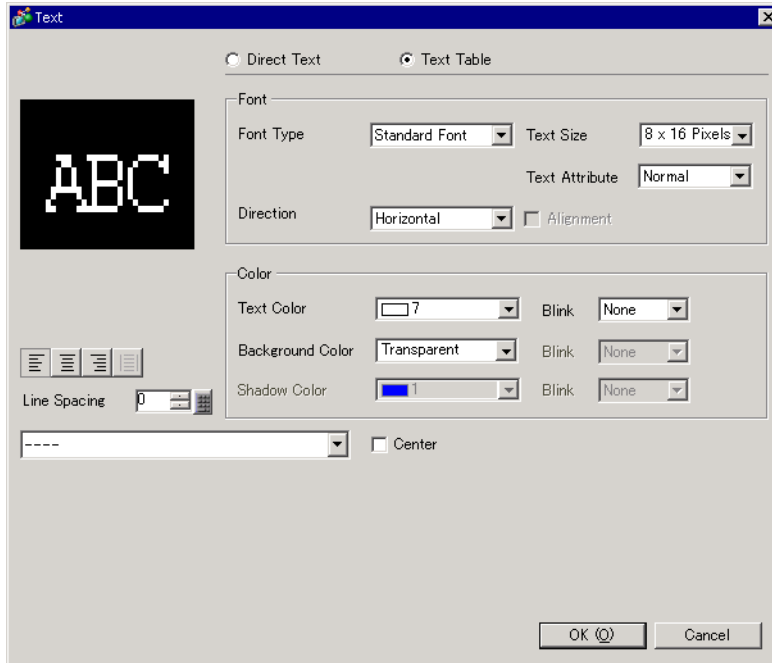 Text
Direct Text Text Table
Font
Font Type Standard Font Text Size 8 x 16 Pixels
Text Attribute Normal
Direction Horizontal Alignment
ABC
Color
Text Color 7 Blink None
Background Color Transparent Blink None
Shadow Color 1 Blink None
Line Spacing 0
---- Center
OK (O) Cancel